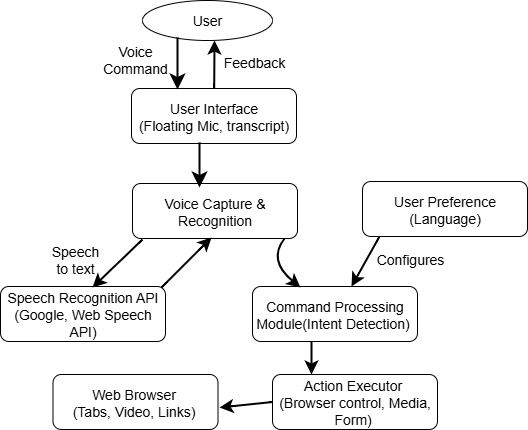 User
Voice
Command
Feedback
User Interface
(Floating Mic, transcript)
Voice Capture &
Recognition
User Preference
(Language)
Speech
to text
Configures
Speech Recognition API
(Google, Web Speech
API)
Command Processing
Module(Intent Detection)
Web Browser
(Tabs, Video, Links)
Action Executor
(Browser control, Media,
Form)